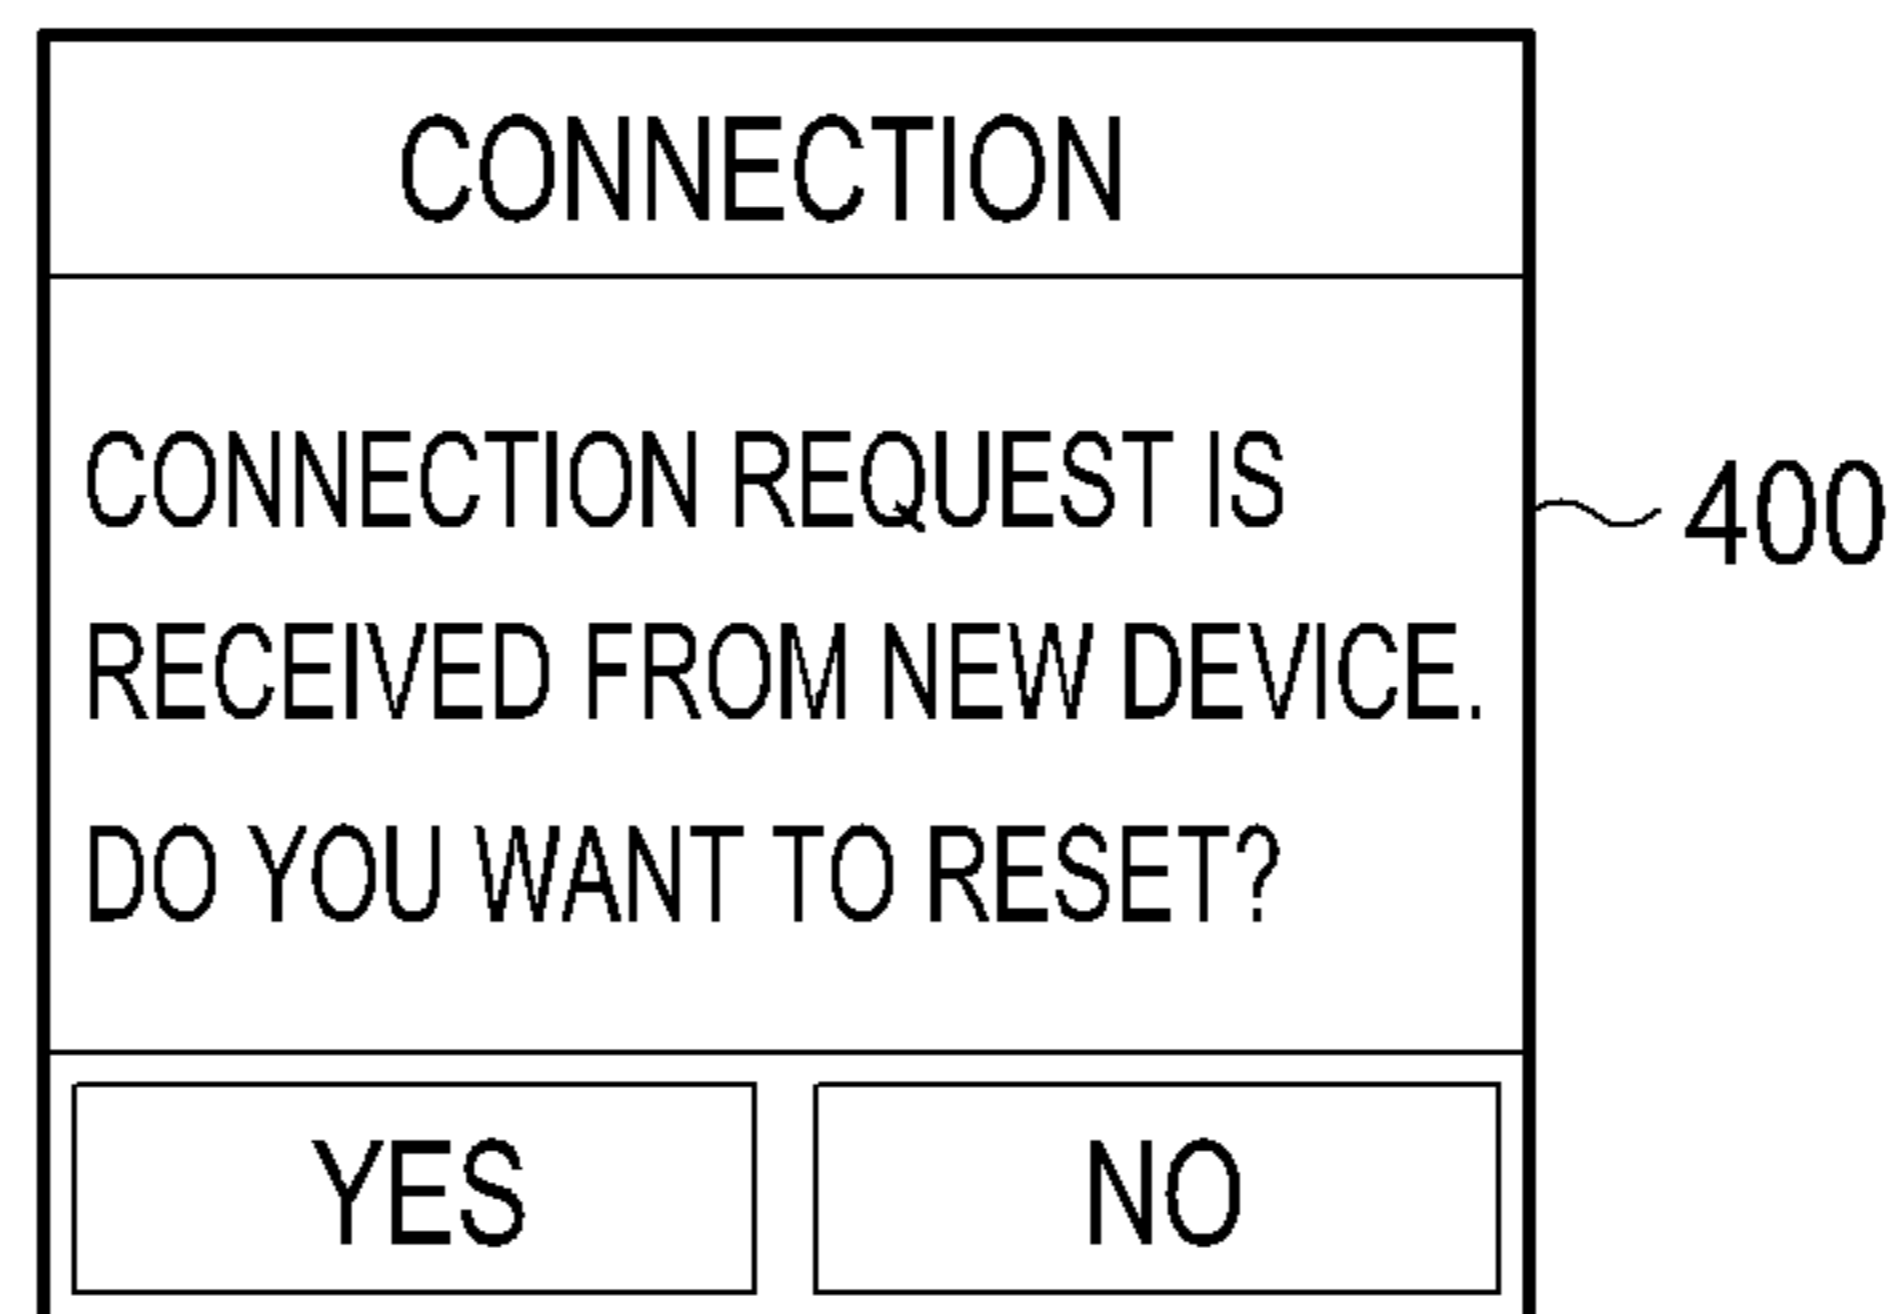 CONNECTION
CONNECTION REQUEST IS
RECEIVED FROM NEW DEVICE.
DO YOU WANT TO RESET?
400
YES
NO